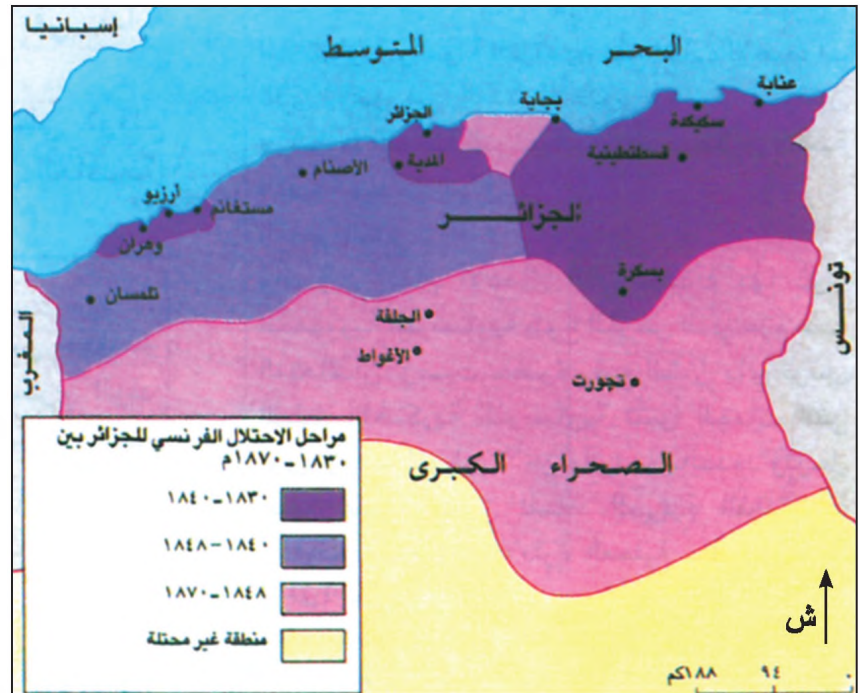 إسبانيا
البحر
المتوسط
عنابة
سكيكدة
بجاية
الجزائر
قسطنطينية
المدية
الأصنام
أرزيو
مستغانم
وهران
الجزائر
تلمسان
بسكرة
تونس
المغرب
الجلفة
الأغواط
تجورت
الصحراء الكبرى
مراحل الاحتلال الفرنسي للجزائر بين
١٨٣٠-١٨٧٠م
١٨٣٠-١٨٤٠
١٨٤٠-١٨٤٨
١٨٤٨-١٨٧٠
منطقة غير محتلة
ش
٠ ٩٤ ١٨٨كم